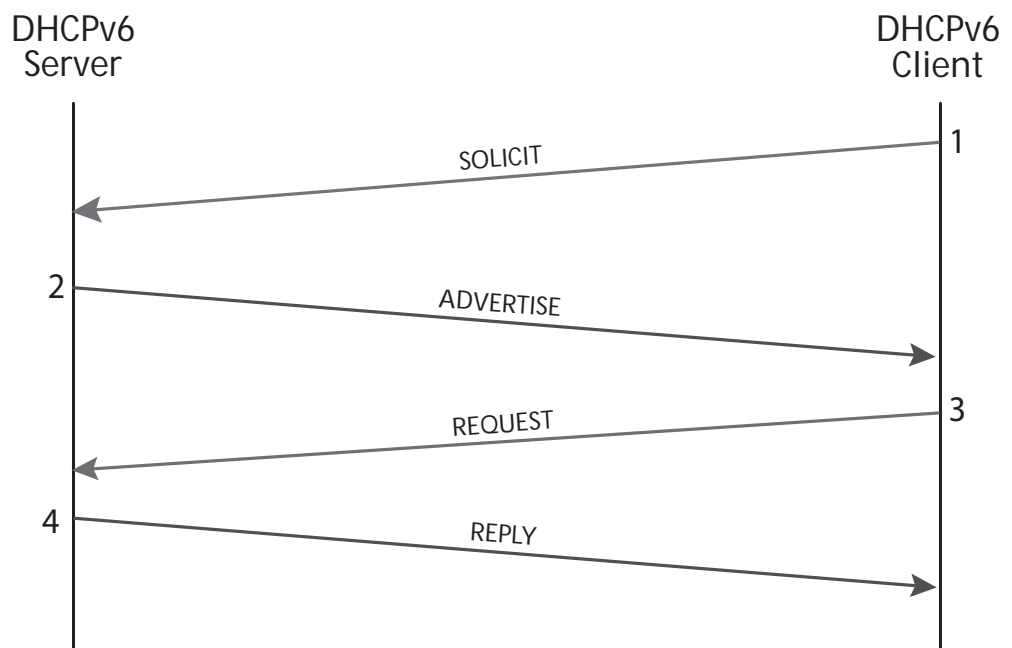 DHCPv6
Server
DHCPv6
Client
1
SOLICIT
2
ADVERTISE
3
REQUEST
4
REPLY